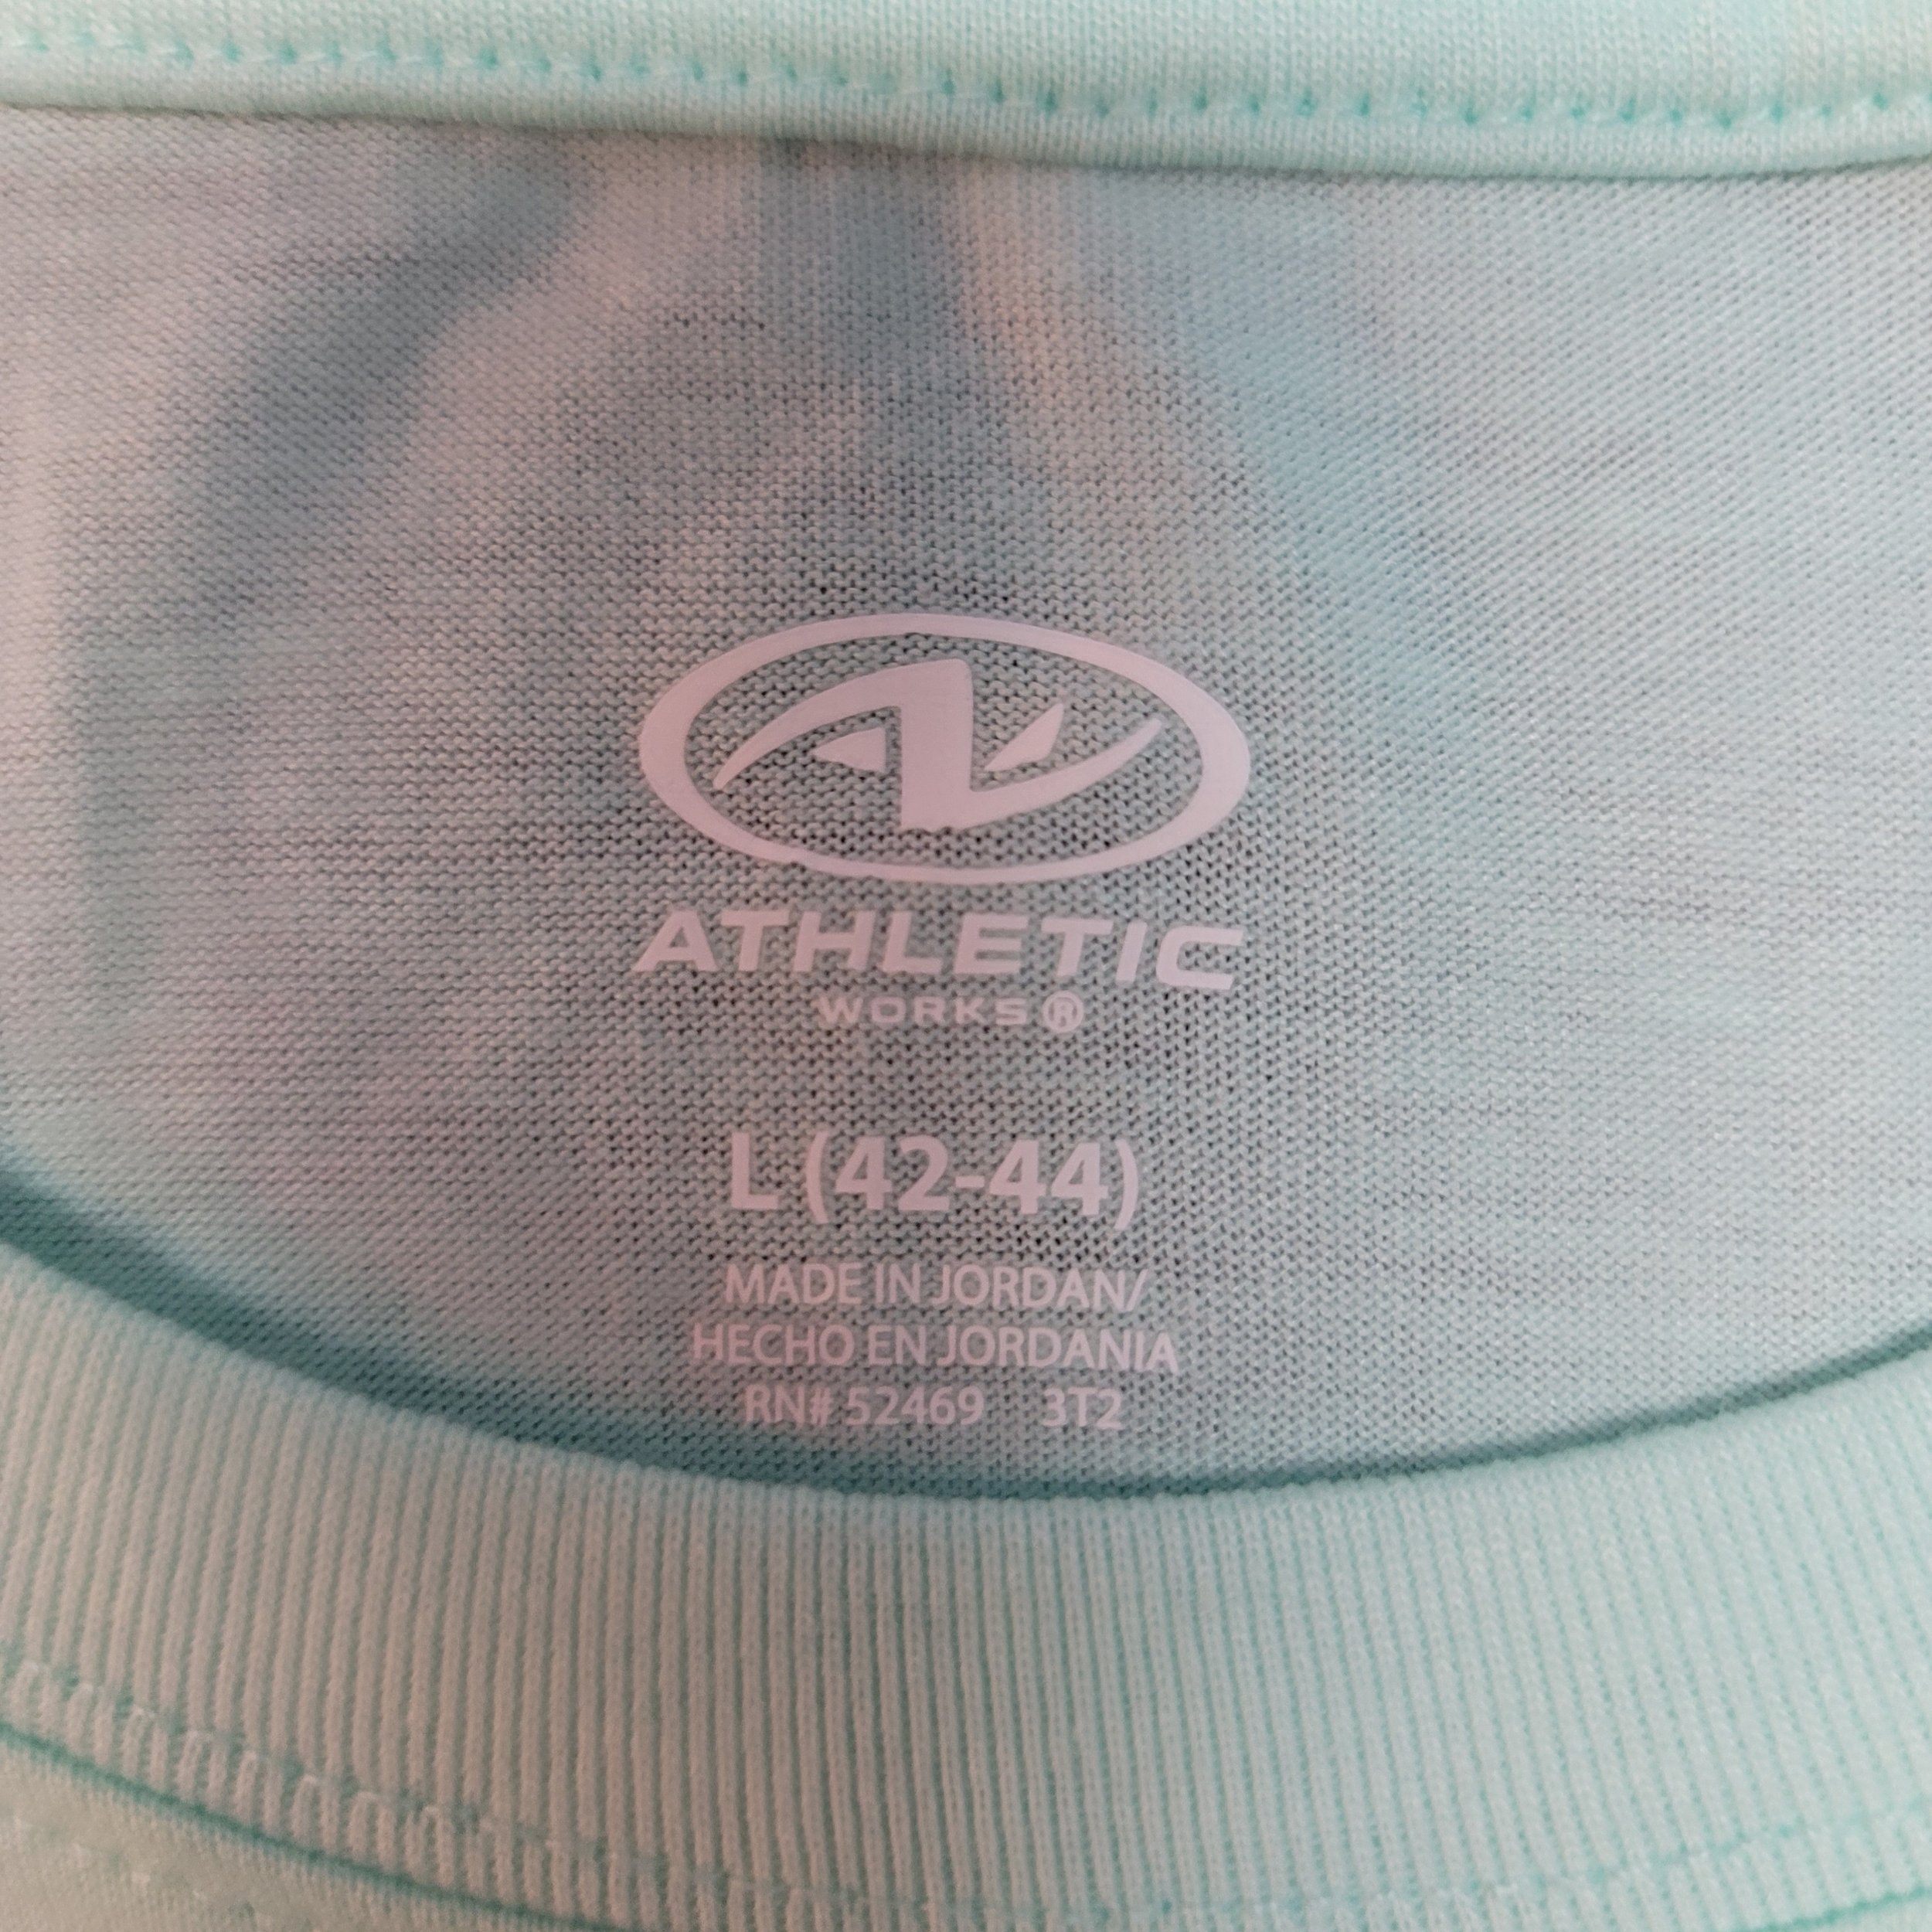 ATHLETIC
WORKS®
L (42-44)
MADE IN JORDAN/
HECHO EN JORDANIA
RN# 52469 3T2